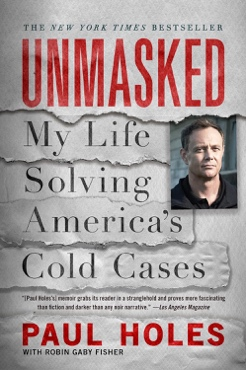 THE NEW YORK TIMES BESTSELLER
UNMASKED
My Life
Solving
America's
Cold Cases
"[Paul Holes's] memoir grabs its reader in a stranglehold and proves more fascinating
than fiction and darker than any noir narrative." —Los Angeles Magazine
PAUL HOLES
WITH ROBIN GABY FISHER